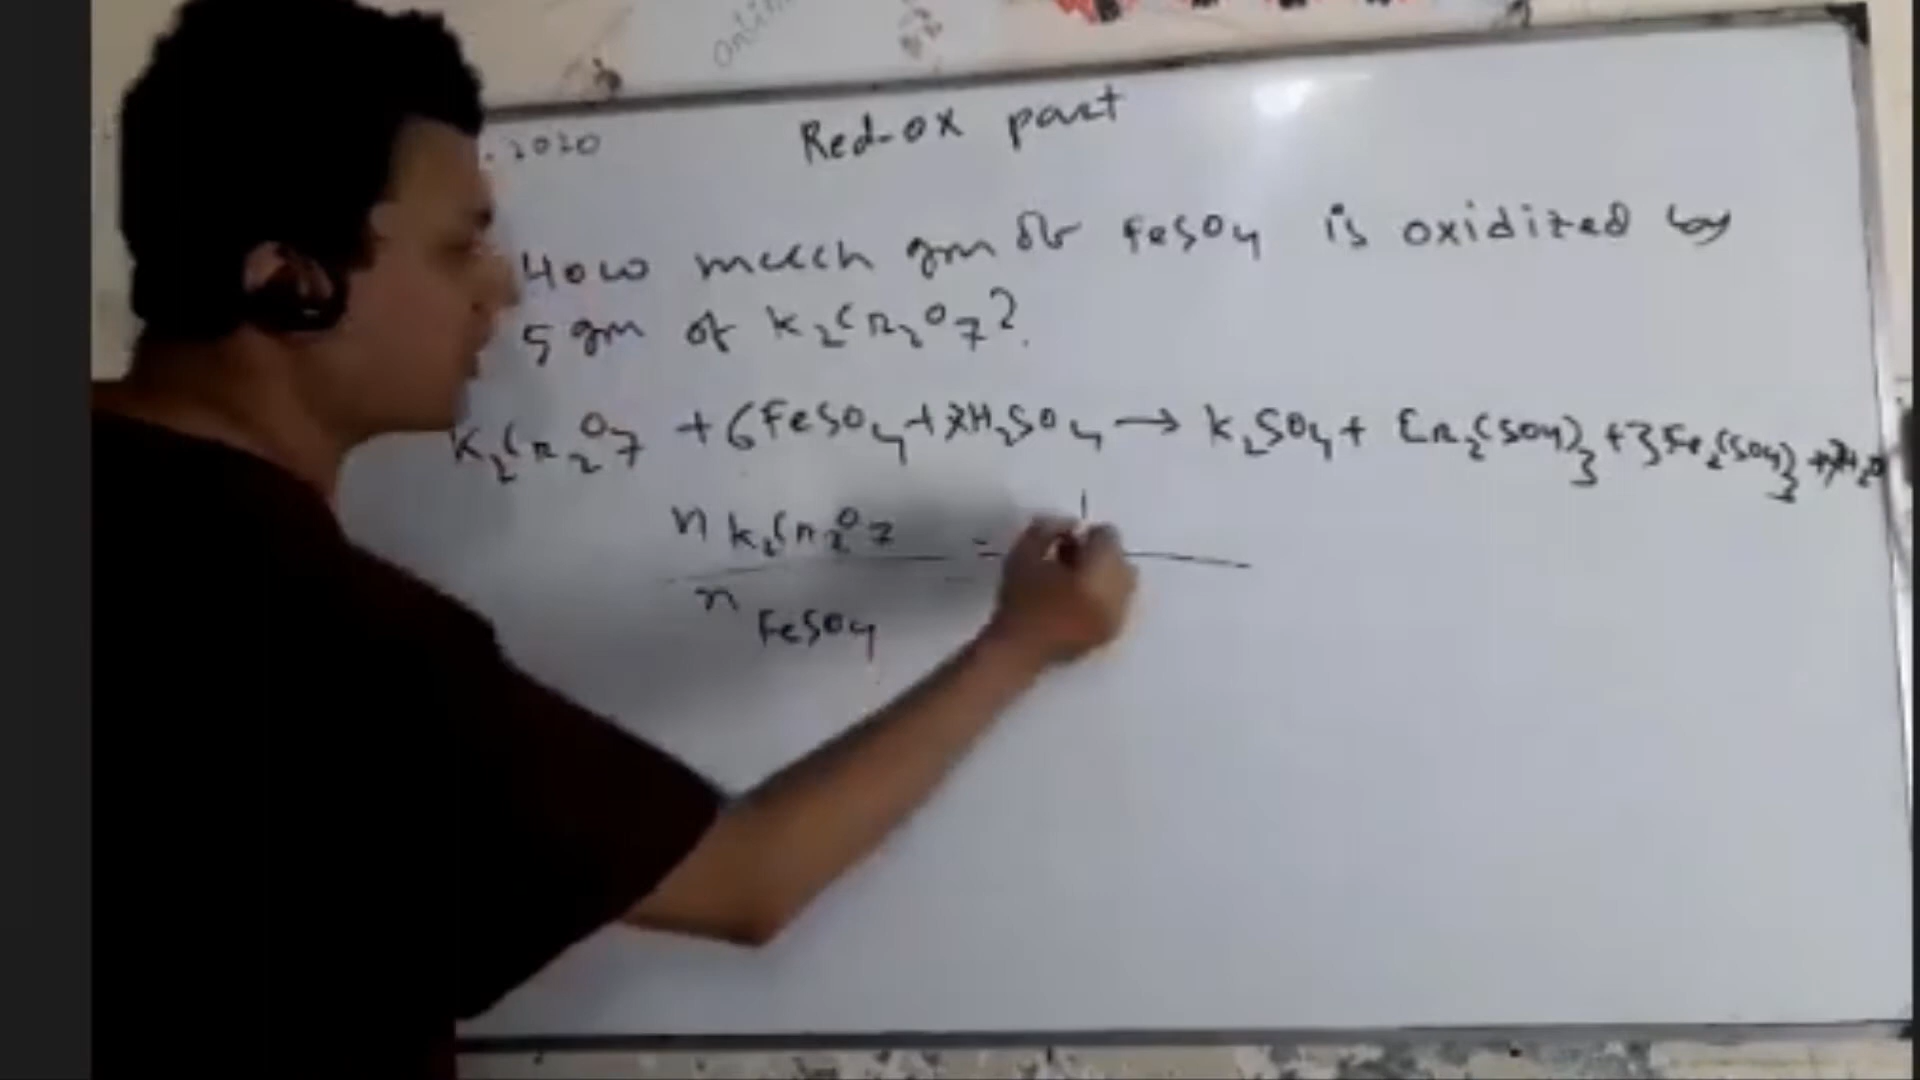 Online
. 2020
Red-ox part
How much gm of FeSO4 is oxidized by
5 gm of K2Cr2O7?
K2Cr2O7 + 6FeSO4 + 7H2SO4 → K2SO4 + Cr2(SO4)3 + 3Fe2(SO4)3 + 7H2O
n K2Cr2O7 = 1
n FeSO4